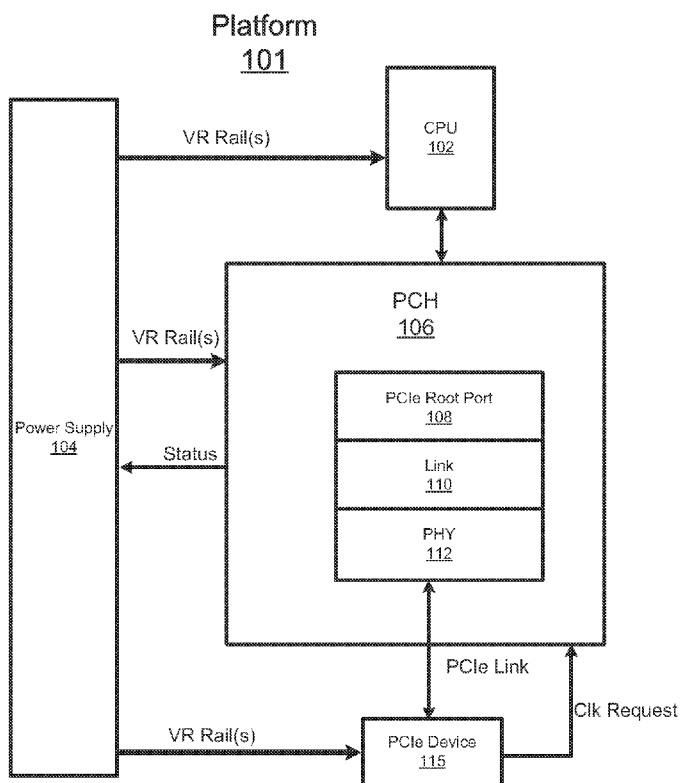 Platform
101
CPU
102
VR Rail(s)
PCH
106
VR Rail(s)
PCIe Root Port
108
Power Supply
104
Status
Link
110
PHY
112
PCIe Link
Clk Request
VR Rail(s)
PCIe Device
115